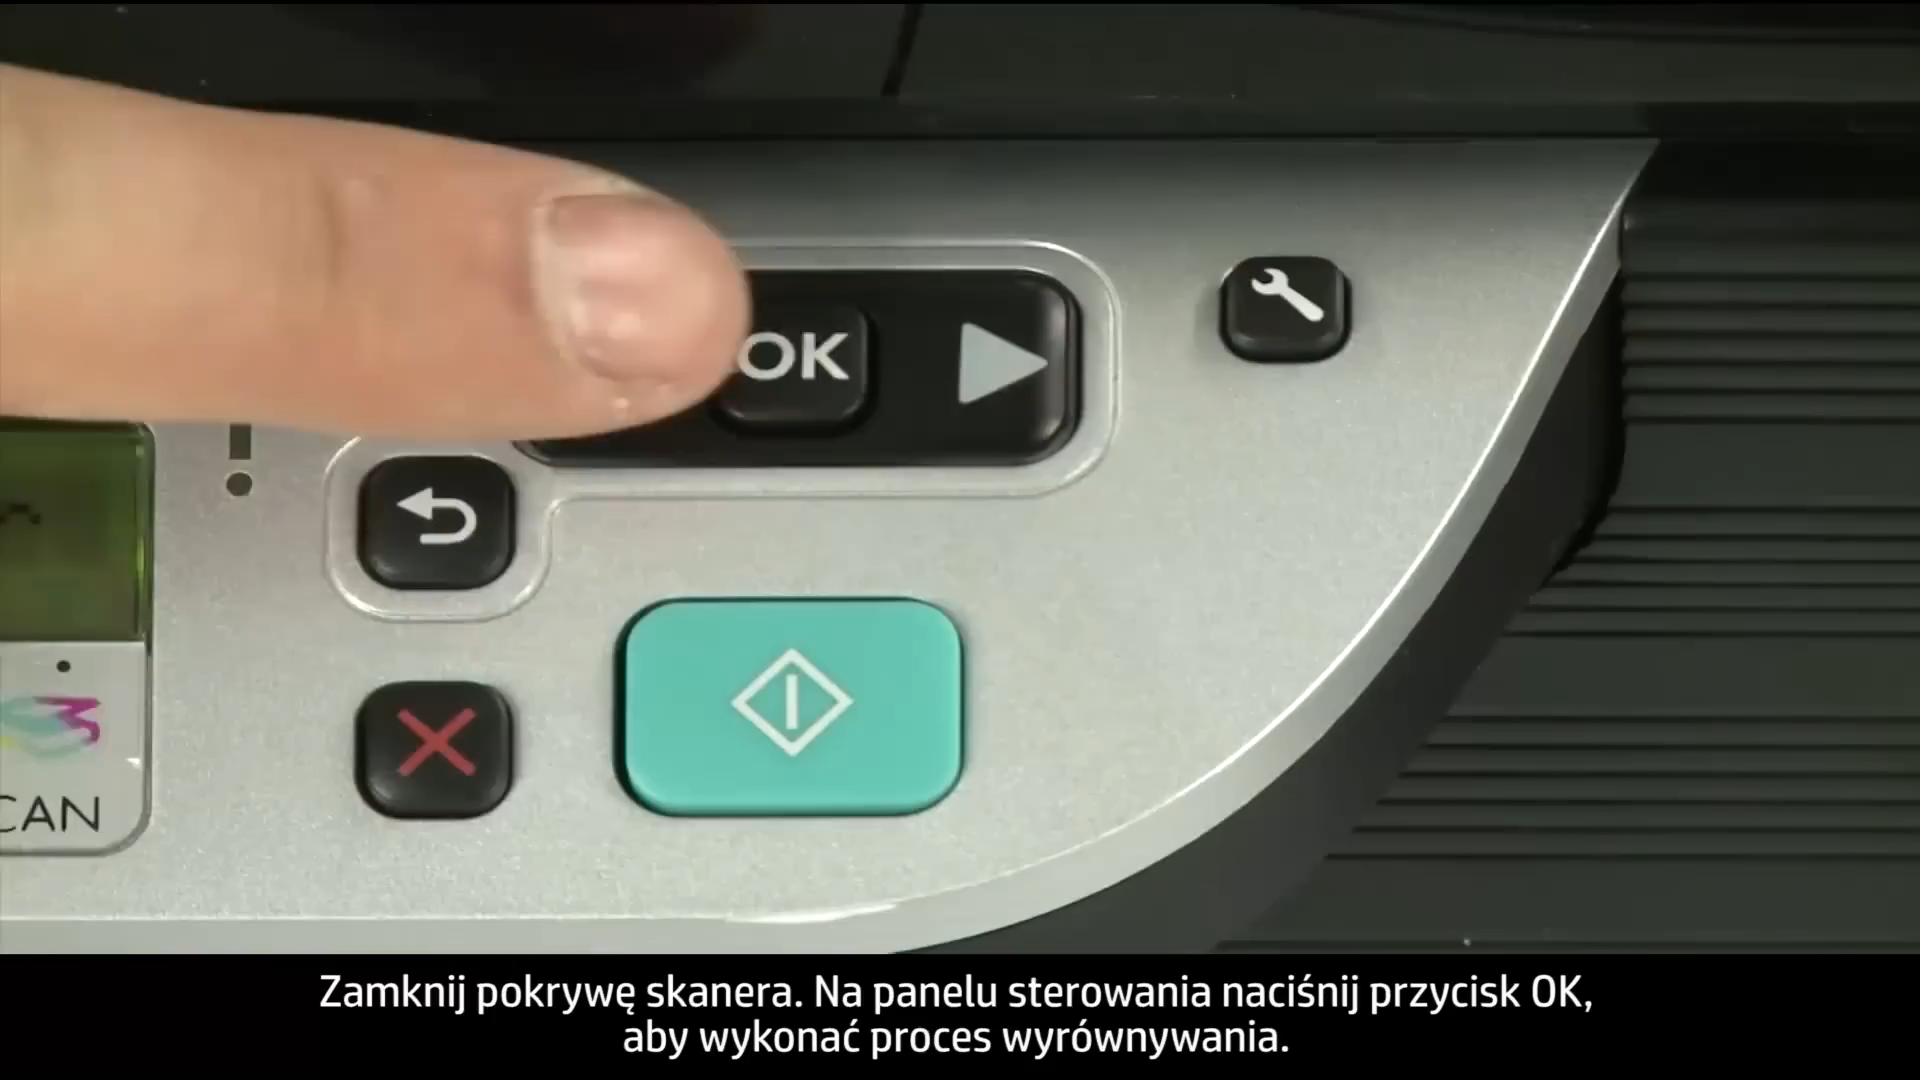 OK
CAN
Zamknij pokrywę skanera. Na panelu sterowania naciśnij przycisk OK,
aby wykonać proces wyrównywania.